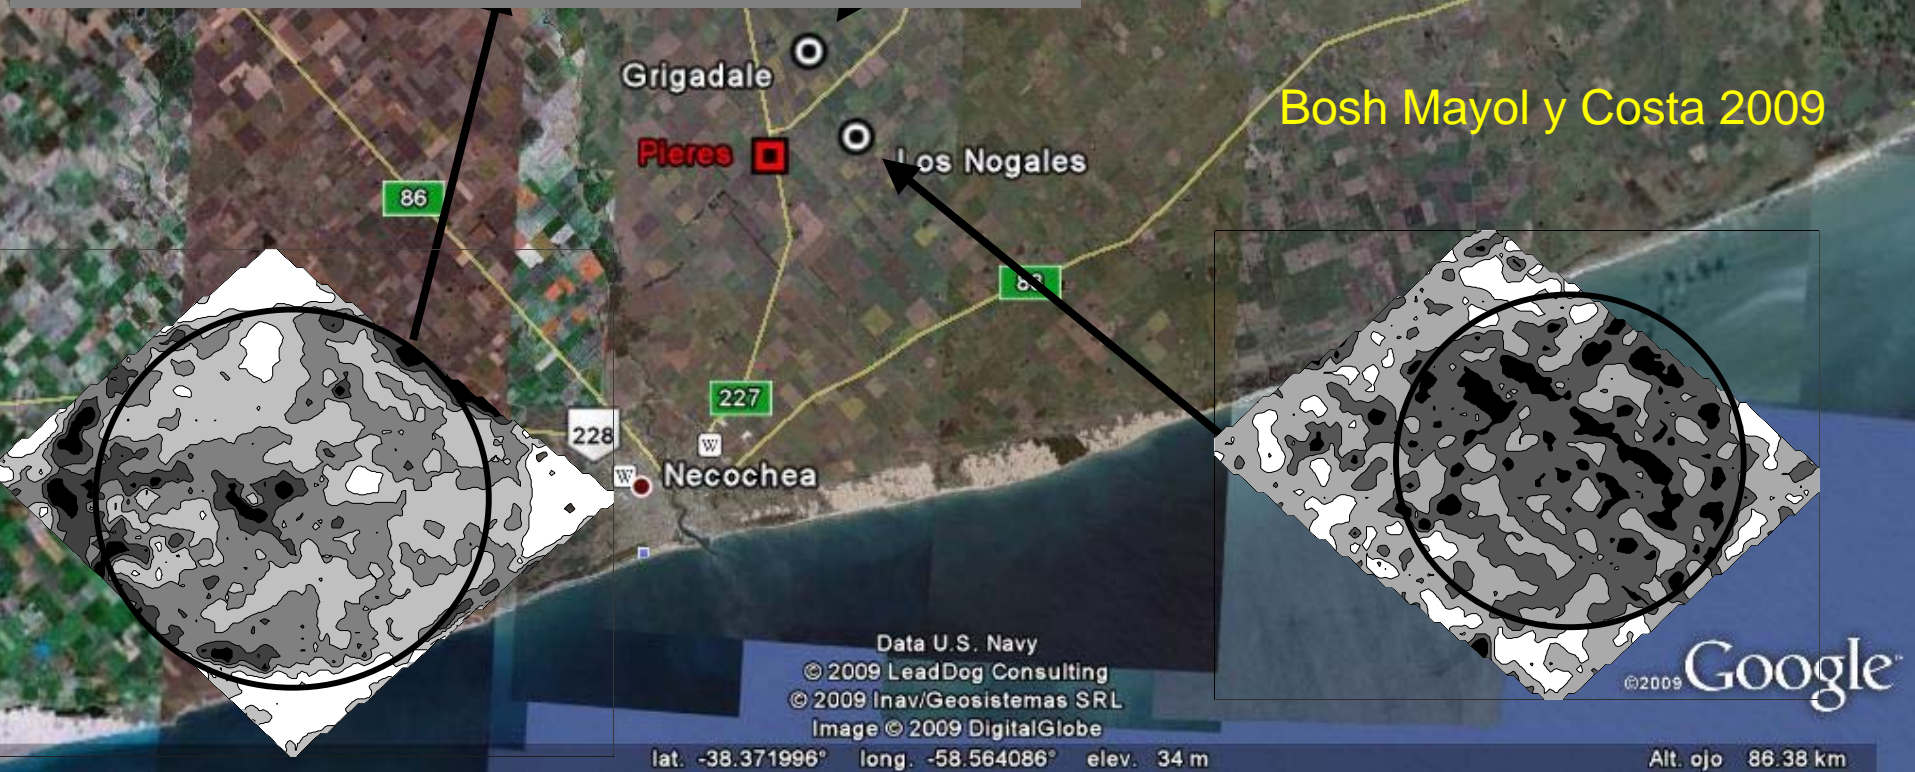 Grigadale
Bosh Mayol y Costa 2009
Pieres
Los Nogales
86
88
227
228
W
W
Necochea
Data U.S. Navy
© 2009 LeadDog Consulting
© 2009 Inav/Geosistemas SRL
Image © 2009 DigitalGlobe
©2009 Google™
lat. -38.371996° long. -58.564086° elev. 34 m
Alt. ojo 86.38 km